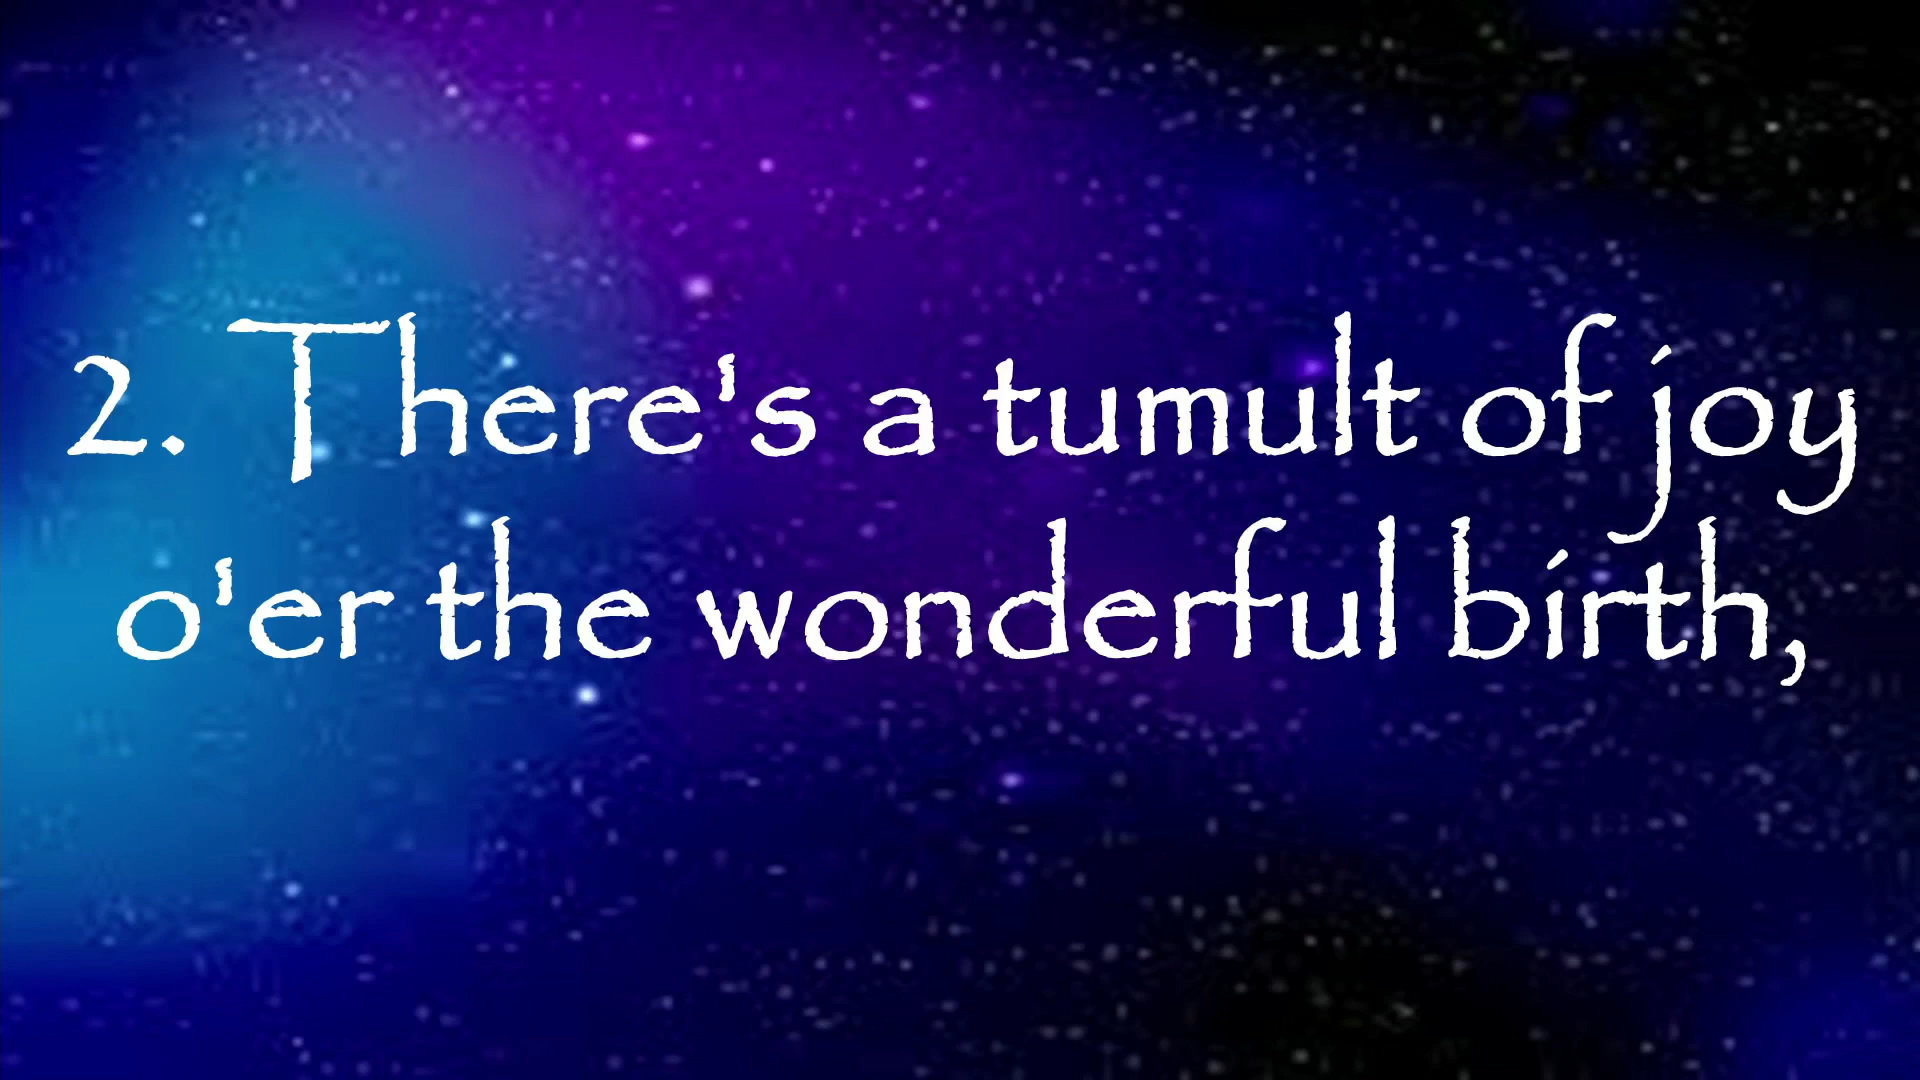 2. There's a tumult of joy
o'er the wonderful birth,